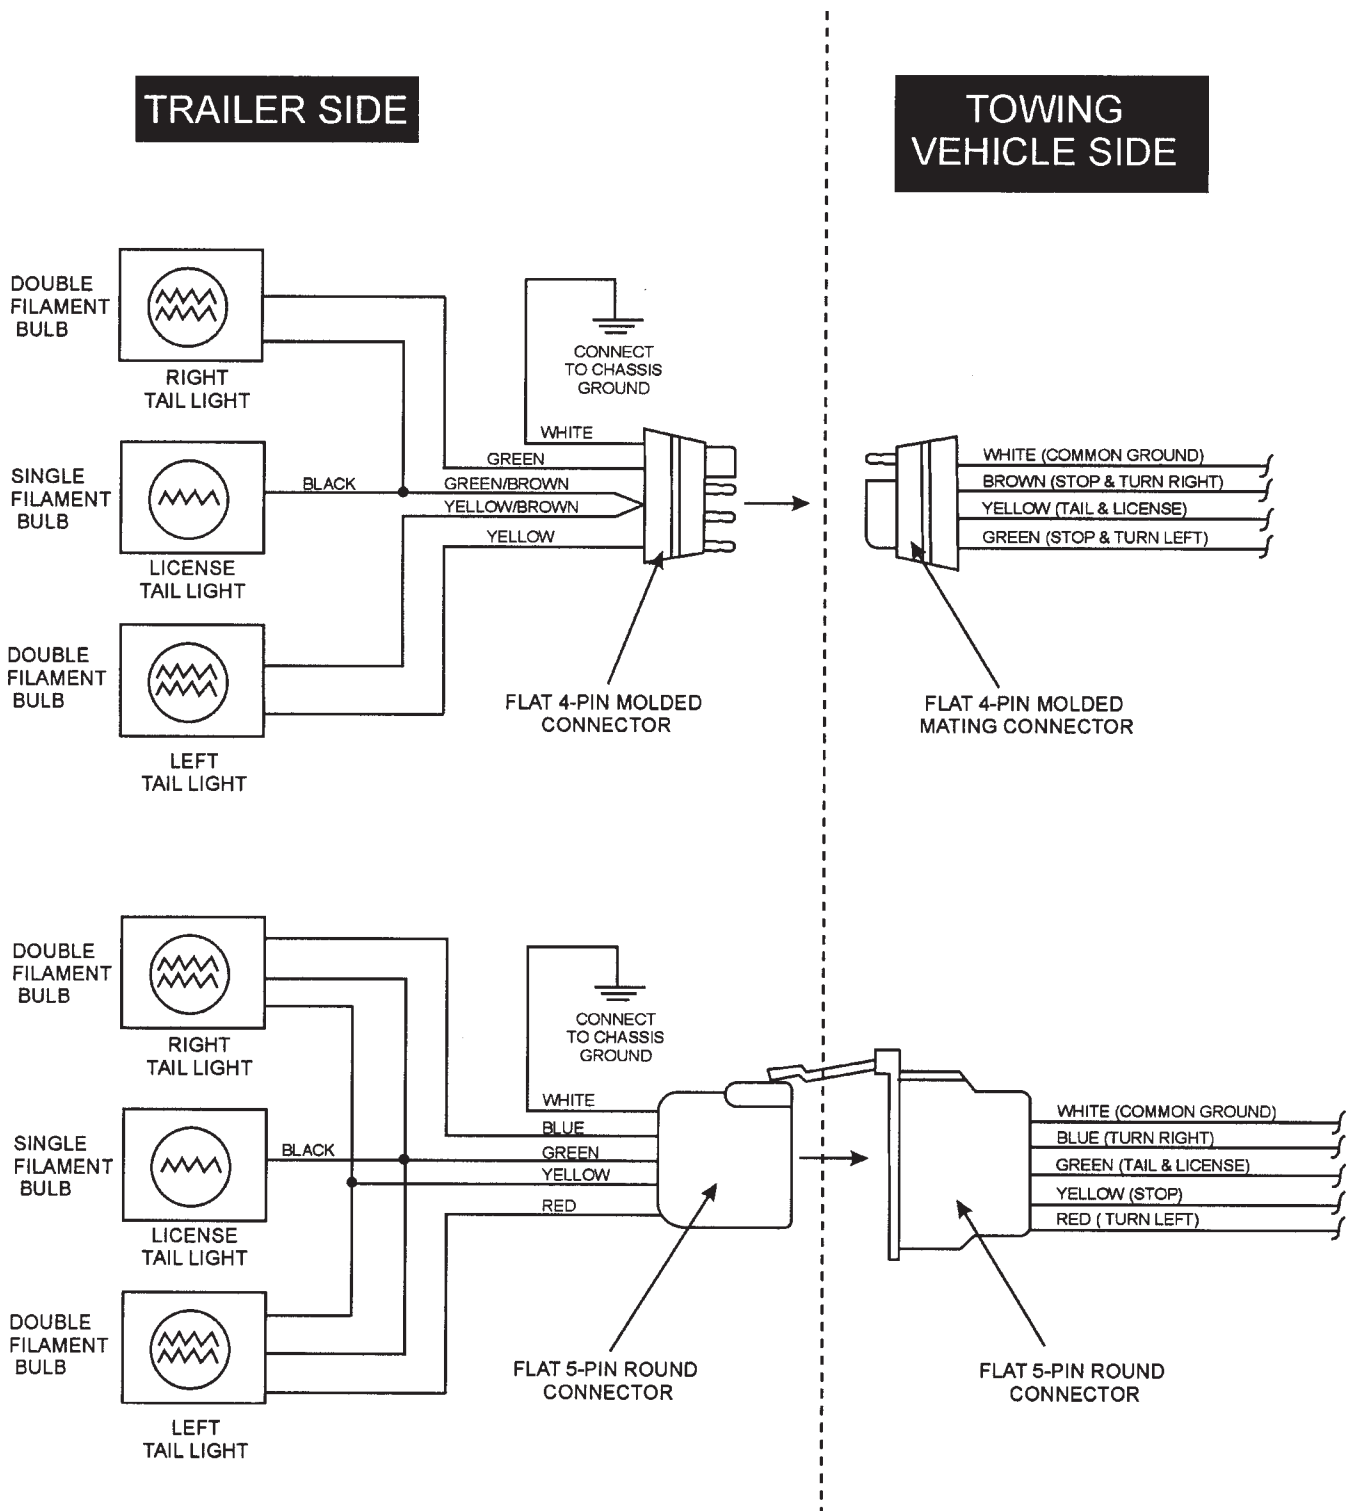 TRAILER SIDE
TOWING
VEHICLE SIDE
DOUBLE
FILAMENT
BULB
RIGHT
TAIL LIGHT
CONNECT
TO CHASSIS
GROUND
WHITE
GREEN
SINGLE
FILAMENT
BULB
BLACK
GREEN/BROWN
YELLOW/BROWN
YELLOW
LICENSE
TAIL LIGHT
WHITE (COMMON GROUND)
BROWN (STOP & TURN RIGHT)
YELLOW (TAIL & LICENSE)
GREEN (STOP & TURN LEFT)
DOUBLE
FILAMENT
BULB
LEFT
TAIL LIGHT
FLAT 4-PIN MOLDED
CONNECTOR
FLAT 4-PIN MOLDED
MATING CONNECTOR
DOUBLE
FILAMENT
BULB
RIGHT
TAIL LIGHT
CONNECT
TO CHASSIS
GROUND
WHITE
BLUE
SINGLE
FILAMENT
BULB
BLACK
GREEN
YELLOW
RED
LICENSE
TAIL LIGHT
WHITE (COMMON GROUND)
BLUE (TURN RIGHT)
GREEN (TAIL & LICENSE)
YELLOW (STOP)
RED ( TURN LEFT)
DOUBLE
FILAMENT
BULB
LEFT
TAIL LIGHT
FLAT 5-PIN ROUND
CONNECTOR
FLAT 5-PIN ROUND
CONNECTOR